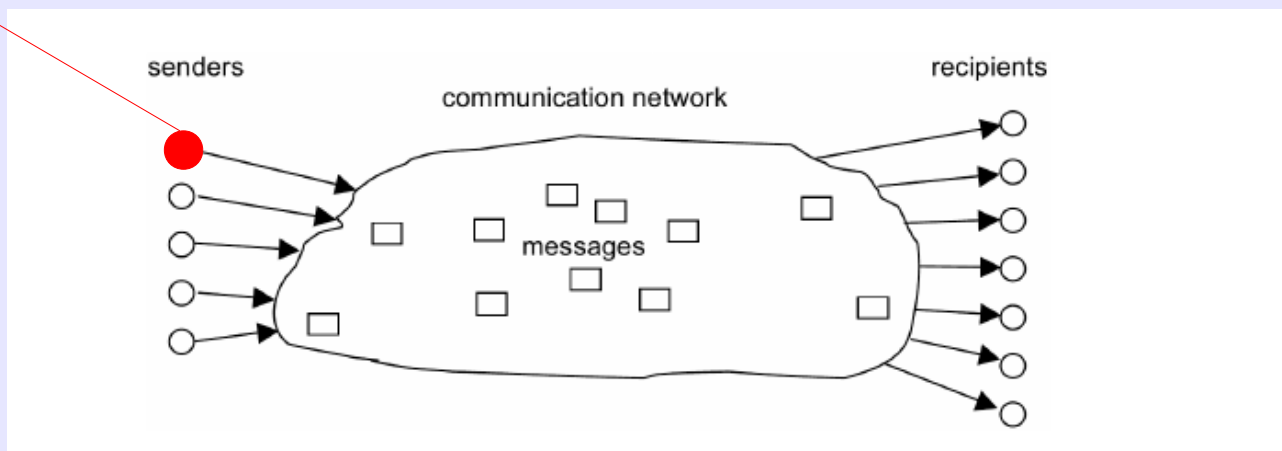 senders
recipients
communication network
messages